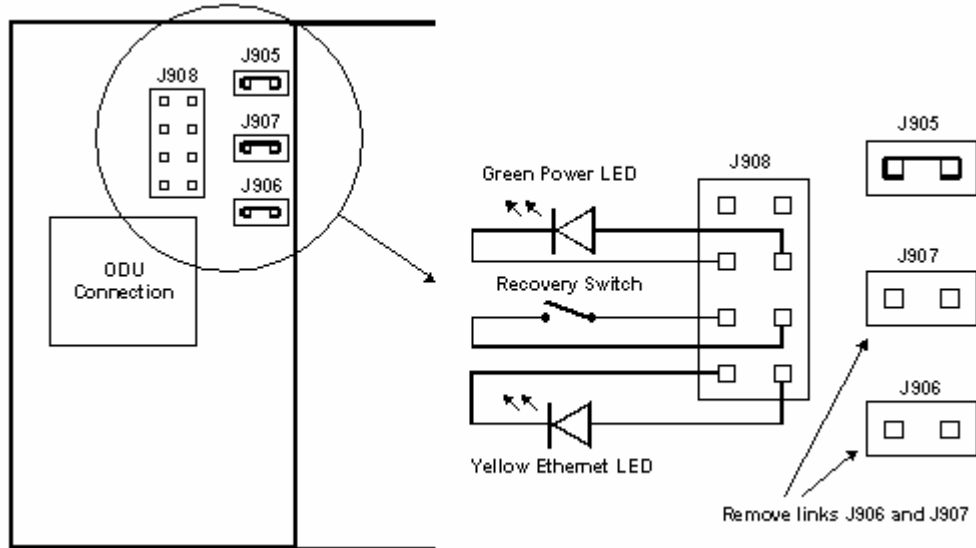 J905
J908
J907
J906
ODU
Connection
J905
J908
Green Power LED
J907
Recovery Switch
J906
Yellow Ethernet LED
Remove links J906 and J907